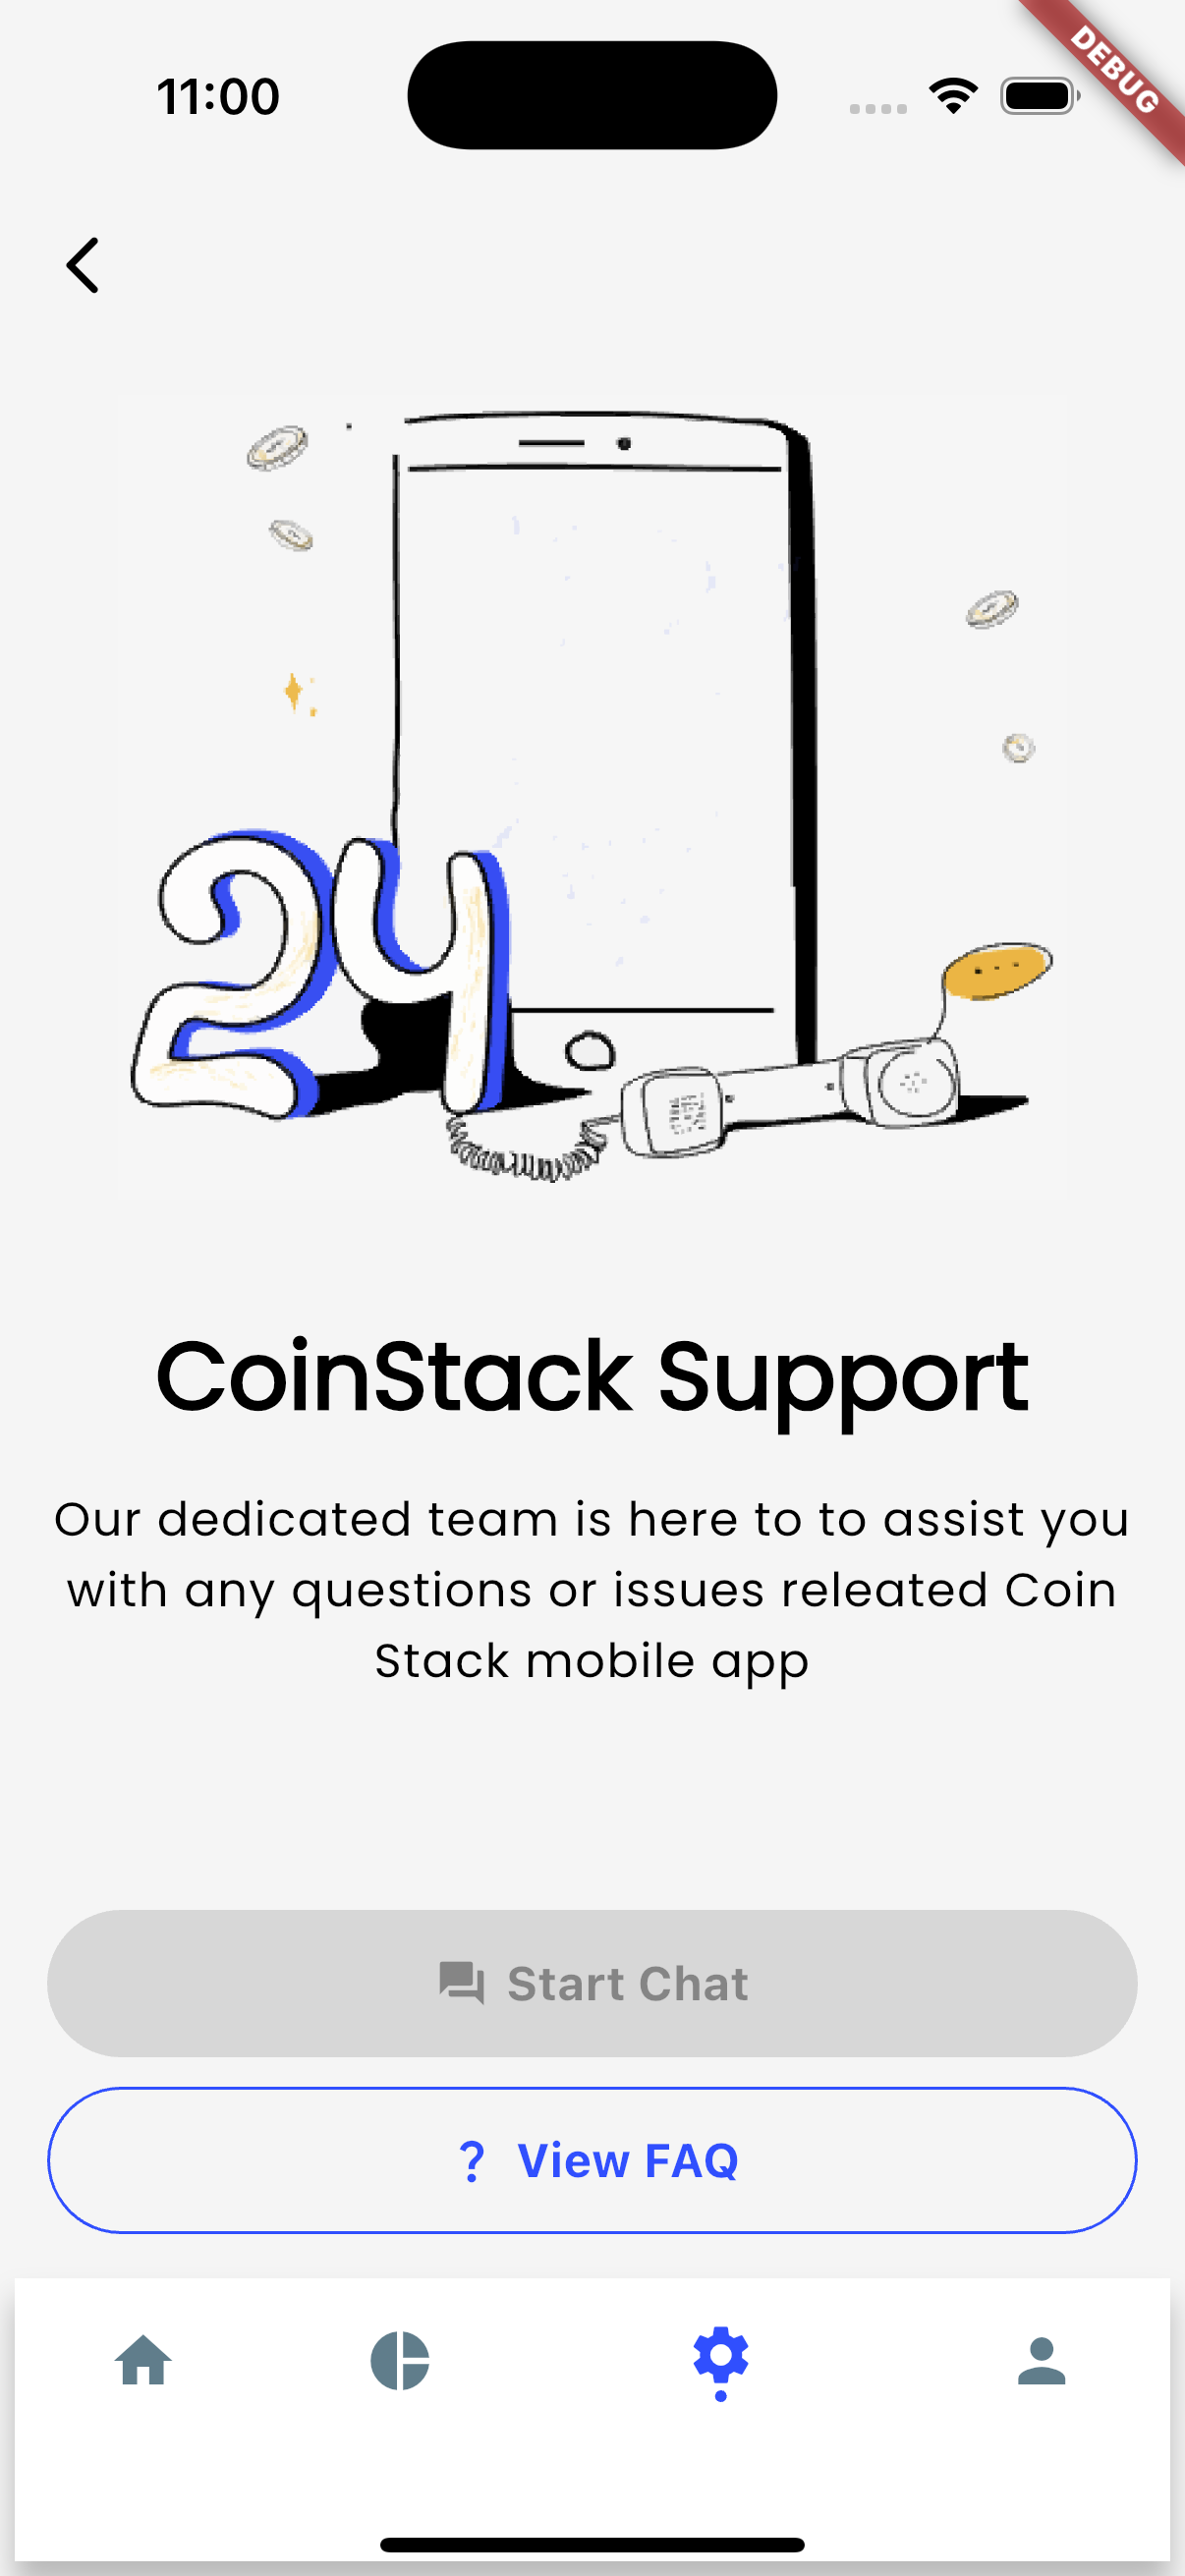 11:00
DEBUG
24
CoinStack Support
Our dedicated team is here to to assist you
with any questions or issues releated Coin
Stack mobile app
Start Chat
? View FAQ